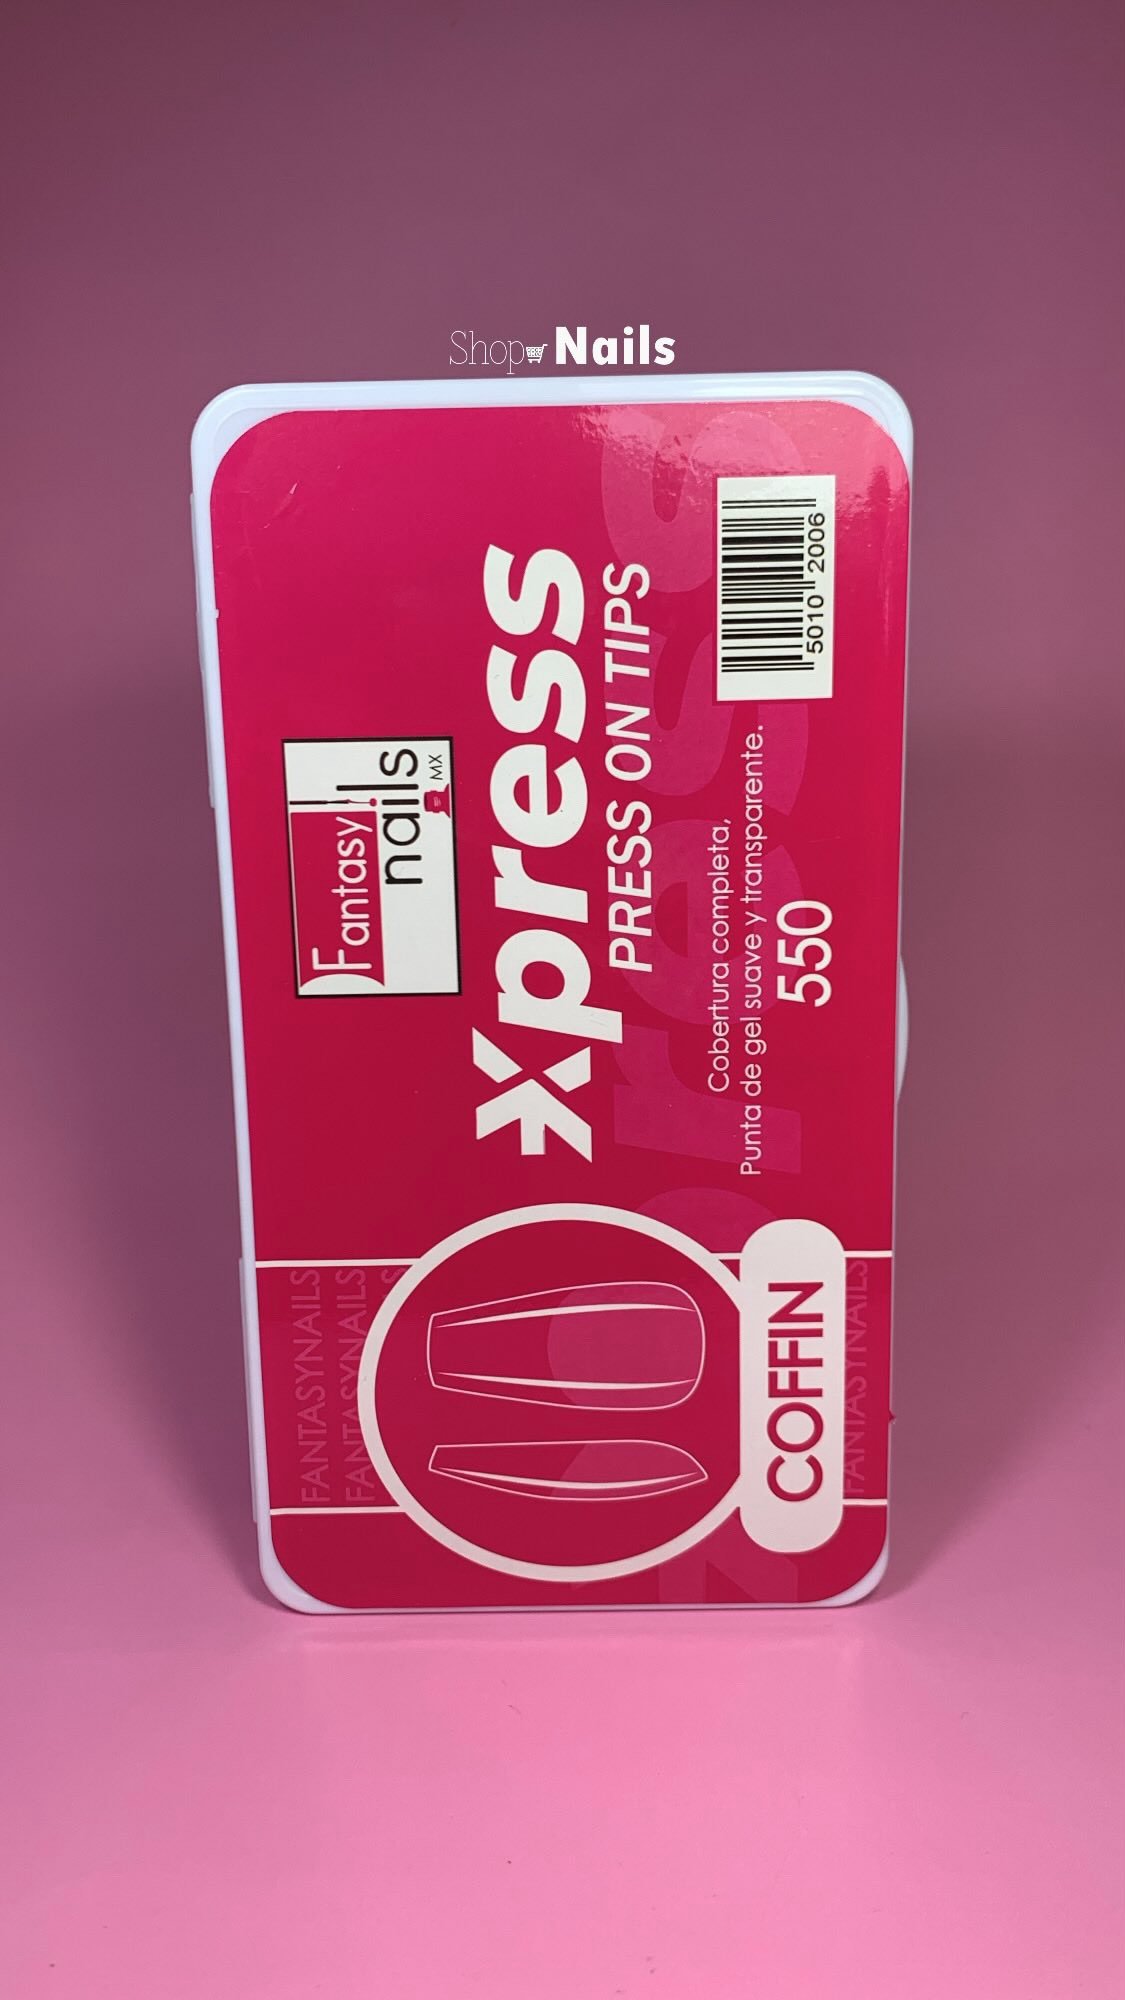 Shop Nails
Fantasy
nails
MX
Xpress
PRESS ON TIPS
Cobertura completa,
Punta de gel suave y transparente.
550
5010 2006
COFFIN
FANTASYNAILS
FANTASYNAILS
FANTASYNAILS
xpress